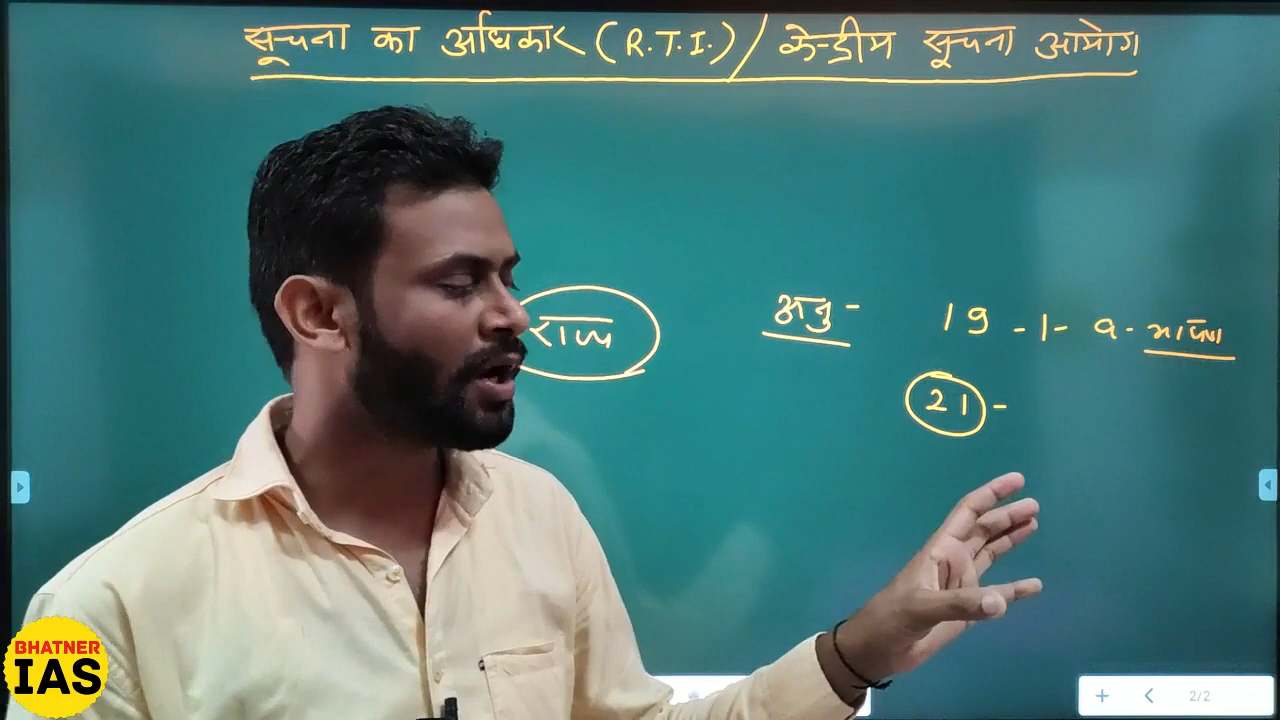 सूचना का अधिकार (R.T.I.) / केन्द्रीय सूचना आयोग
राज्य
अनु - 19 - 1 - a -
21 -
BHATNER
IAS
2/2